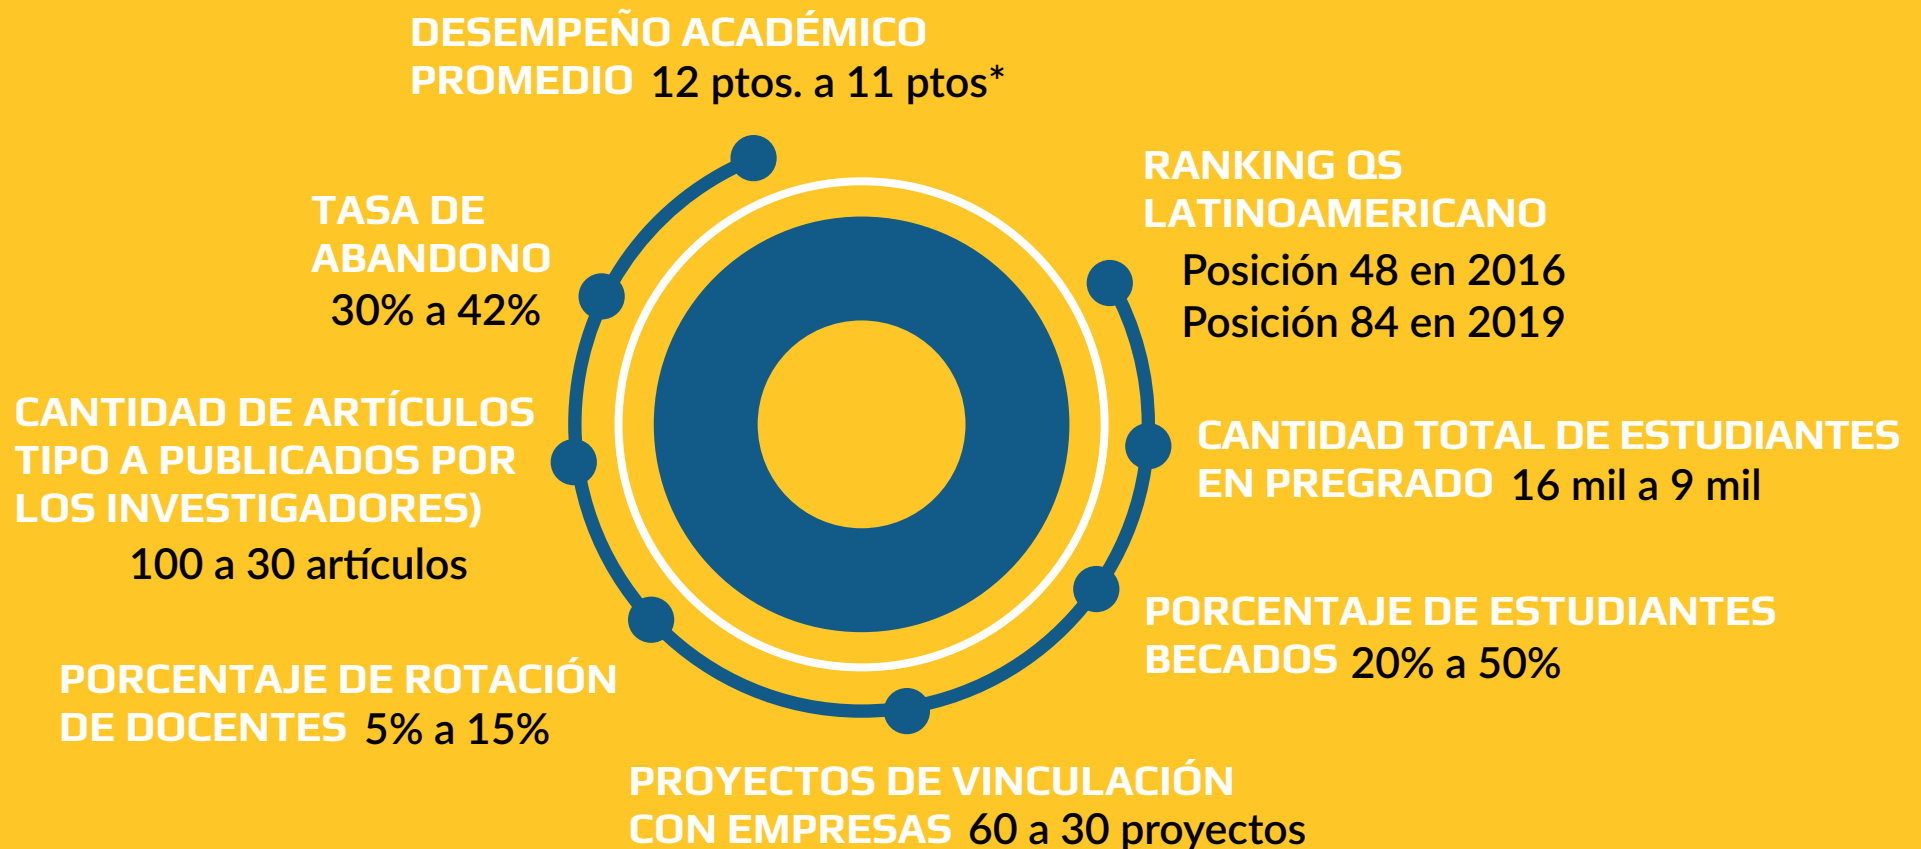 DESEMPEÑO ACADÉMICO
PROMEDIO 12 ptos. a 11 ptos*
RANKING QS
LATINOAMERICANO
Posición 48 en 2016
Posición 84 en 2019
TASA DE
ABANDONO
30% a 42%
CANTIDAD DE ARTÍCULOS
TIPO A PUBLICADOS POR
LOS INVESTIGADORES)
100 a 30 artículos
CANTIDAD TOTAL DE ESTUDIANTES
EN PREGRADO 16 mil a 9 mil
PORCENTAJE DE ESTUDIANTES
BECADOS 20% a 50%
PORCENTAJE DE ROTACIÓN
DE DOCENTES 5% a 15%
PROYECTOS DE VINCULACIÓN
CON EMPRESAS 60 a 30 proyectos